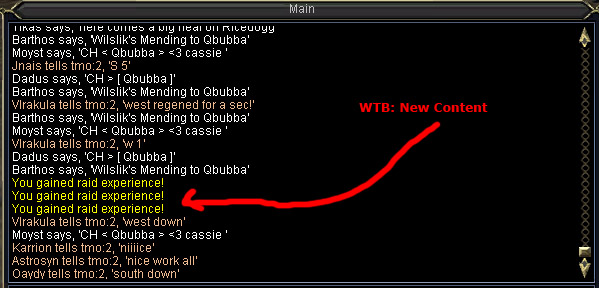 Main
Tikas says, 'here comes a big heal on Ricedogg'
Barthos says, 'Wilslik's Mending to Qbubba'
Moyst says, 'CH < Qbubba > <3 cassie '
Jnais tells tmo:2, 'S 5'
Dadus says, 'CH > [ Qbubba ]'
Barthos says, 'Wilslik's Mending to Qbubba'
Vlrakula tells tmo:2, 'west regened for a sec!'
Barthos says, 'Wilslik's Mending to Qbubba'
Moyst says, 'CH < Qbubba > <3 cassie '
Vlrakula tells tmo:2, 'w 1'
Dadus says, 'CH > [ Qbubba ]'
Barthos says, 'Wilslik's Mending to Qbubba'
You gained raid experience!
You gained raid experience!
You gained raid experience!
Vlrakula tells tmo:2, 'west down'
Moyst says, 'CH < Qbubba > <3 cassie '
Karrion tells tmo:2, 'niiiice'
Astrosyn tells tmo:2, 'nice work all'
Oaydy tells tmo:2, 'south down'
WTB: New Content